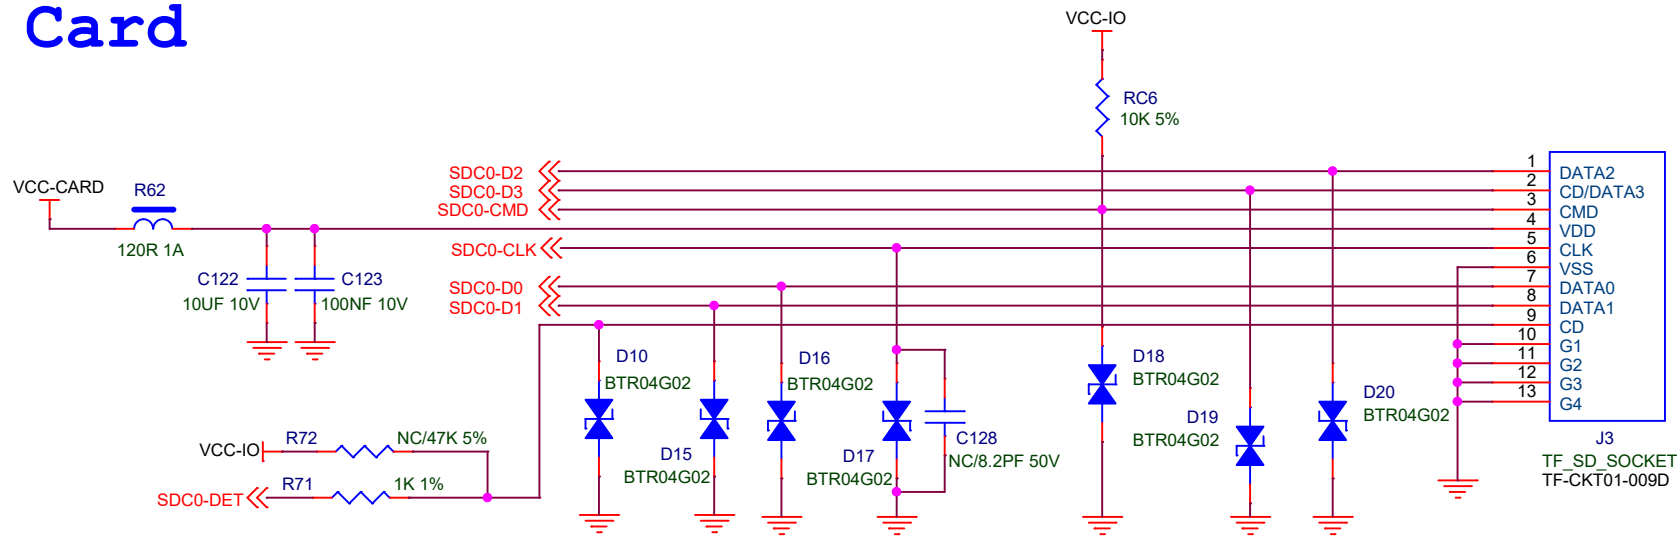 Card
VCC-IO
RC6
10K 5%
VCC-CARD
R62
120R 1A
C122
10UF 10V
C123
100NF 10V
SDC0-D2
SDC0-D3
SDC0-CMD
SDC0-CLK
SDC0-D0
SDC0-D1
1 DATA2
2 CD/DATA3
3 CMD
4 VDD
5 CLK
6 VSS
7 DATA0
8 DATA1
9 CD
10 G1
11 G2
12 G3
13 G4
J3
TF_SD_SOCKET
TF-CKT01-009D
D10
BTR04G02
D15
BTR04G02
D16
BTR04G02
D17
BTR04G02
C128
NC/8.2PF 50V
D18
BTR04G02
D19
BTR04G02
D20
BTR04G02
VCC-IO
R72
NC/47K 5%
SDC0-DET
R71
1K 1%